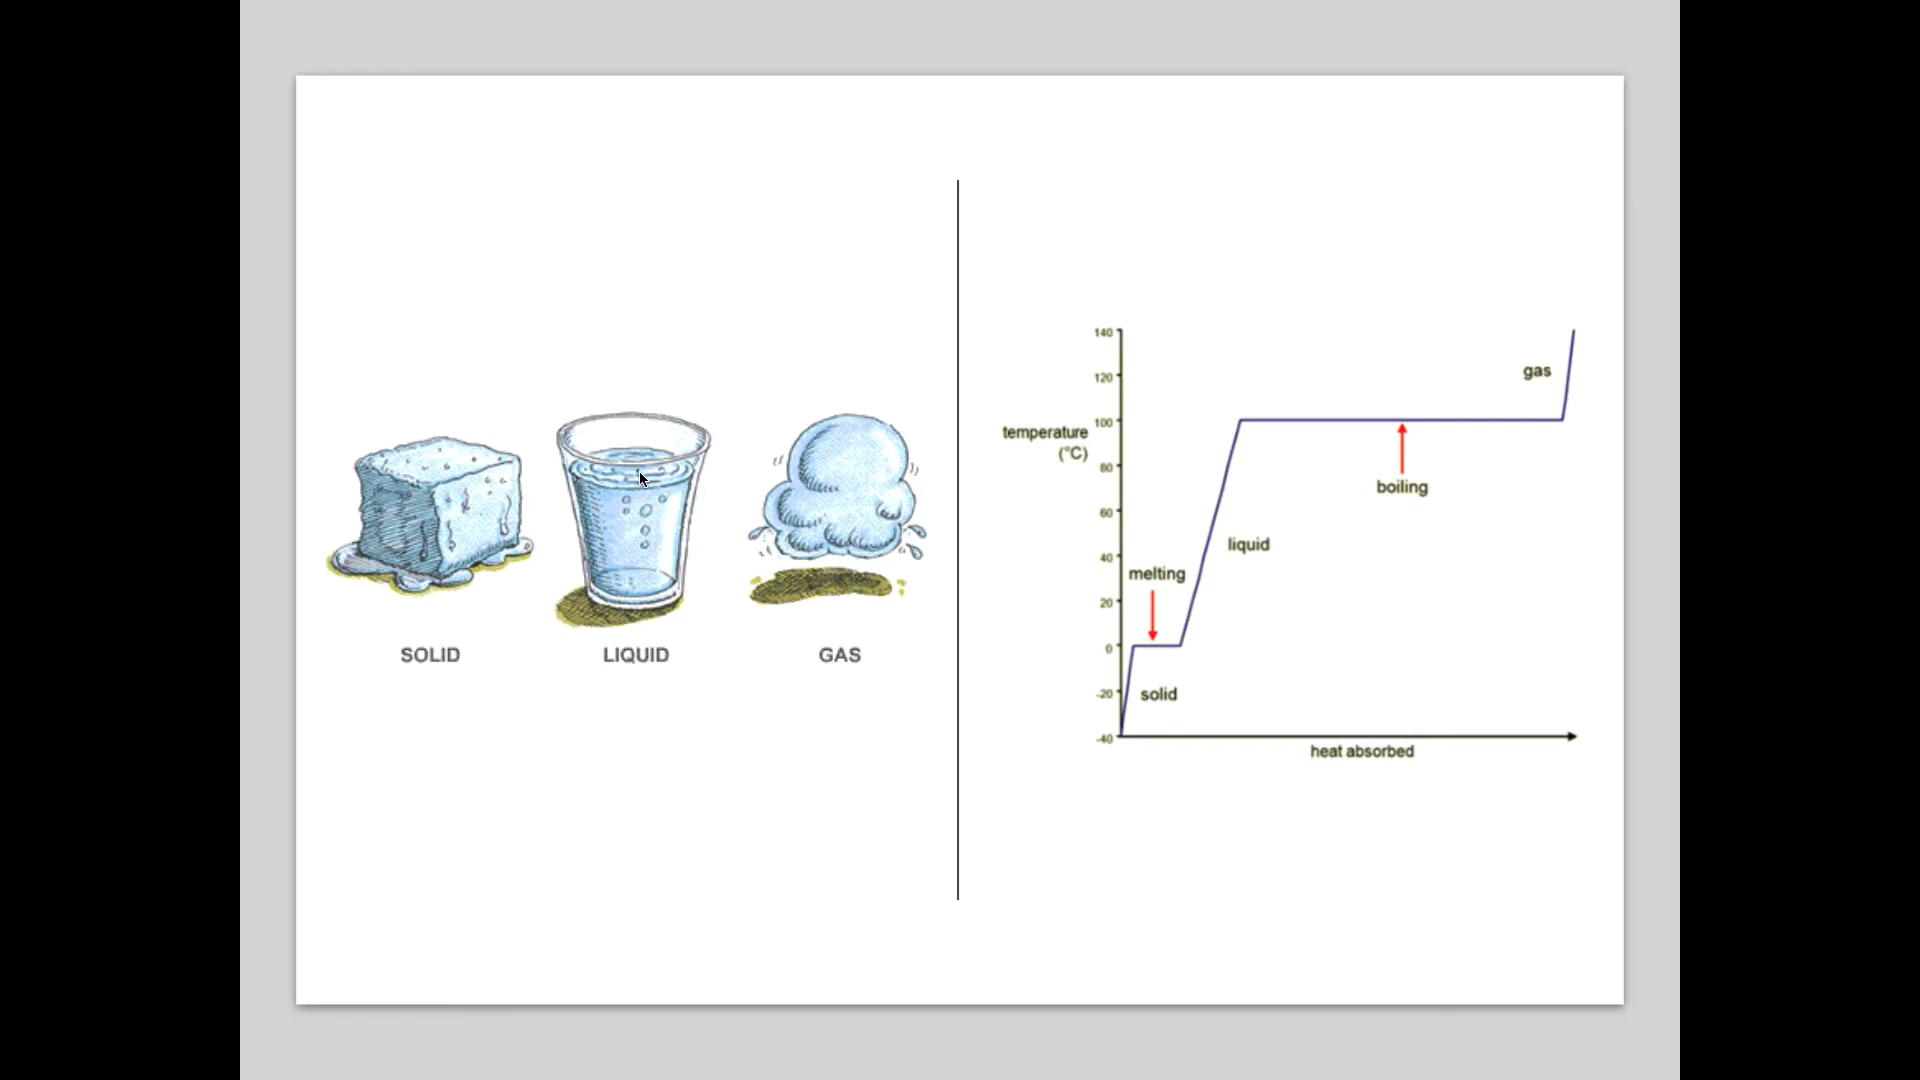 SOLID
LIQUID
GAS
temperature
(°C)
140
120
100
80
60
40
20
0
-20
-40
gas
boiling
liquid
melting
solid
heat absorbed